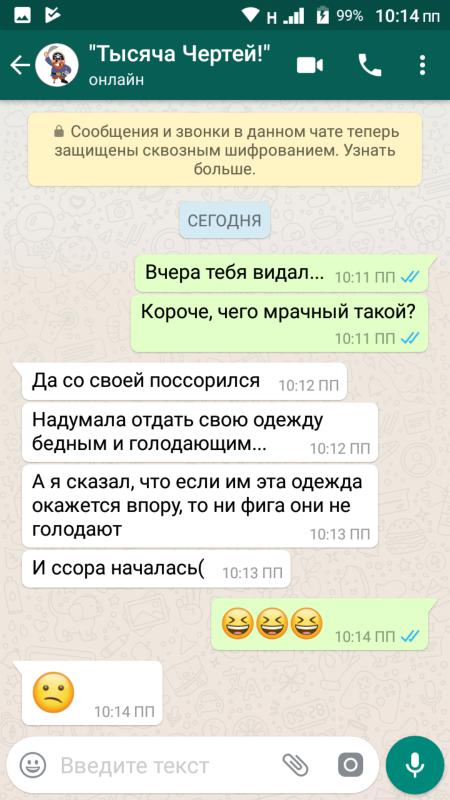 Н 99% 10:14 пп
"Тысяча Чертей!"
онлайн
Сообщения и звонки в данном чате теперь
защищены сквозным шифрованием. Узнать
больше.
СЕГОДНЯ
Вчера тебя видал... 10:11 ПП
Короче, чего мрачный такой?
10:11 ПП
Да со своей поссорился 10:12 ПП
Надумала отдать свою одежду
бедным и голодающим... 10:12 ПП
А я сказал, что если им эта одежда
окажется впору, то ни фига они не
голодают 10:13 ПП
И ссора началась( 10:13 ПП
😆😆😆 10:14 ПП
😕 10:14 ПП
Введите текст